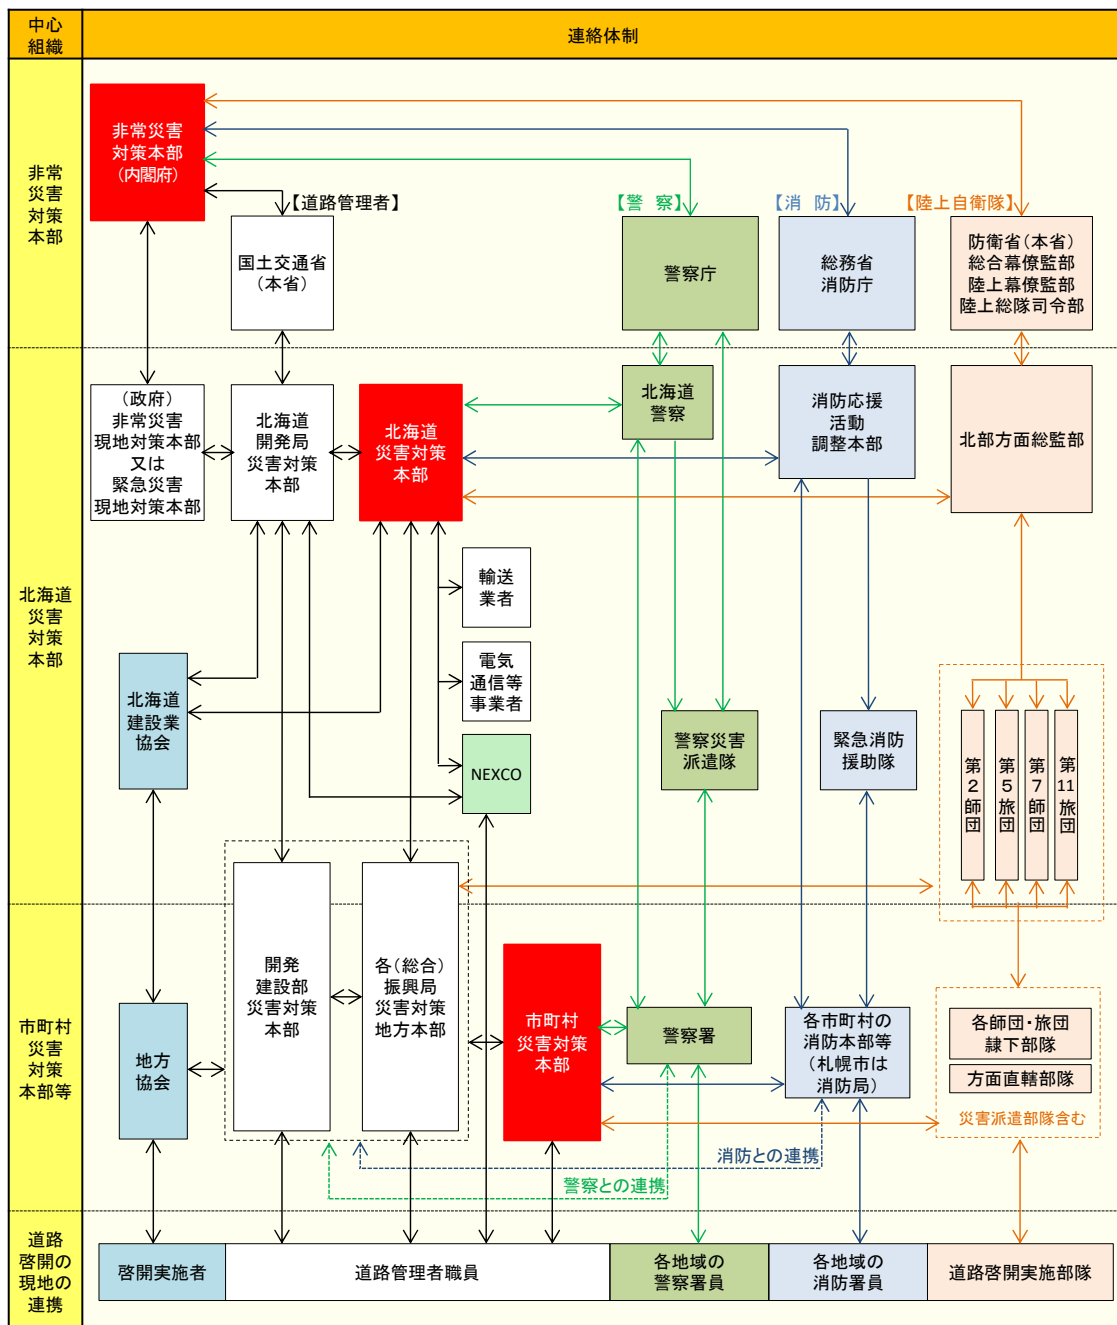 中心
組織
連絡体制
非常
災害
対策
本部
非常災害
対策本部
（内閣府）
【道路管理者】
【警　察】
【消　防】
【陸上自衛隊】
国土交通省
（本省）
警察庁
総務省
消防庁
防衛省（本省）
総合幕僚監部
陸上幕僚監部
陸上総隊司令部
北海道
災害
対策
本部
（政府）
非常災害
現地対策本部
又は
緊急災害
現地対策本部
北海道
開発局
災害対策
本部
北海道
災害対策
本部
北海道
警察
消防応援
活動
調整本部
北部方面総監部
輸送
業者
電気
通信等
事業者
NEXCO
北海道
建設業
協会
警察災害
派遣隊
緊急消防
援助隊
第２師団
第５旅団
第７師団
第11旅団
市町村
災害
対策
本部等
地方
協会
開発
建設部
災害対策
本部
各（総合）
振興局
災害対策
地方本部
市町村
災害対策
本部
警察署
各市町村の
消防本部等
（札幌市は
消防局）
各師団・旅団
隷下部隊
方面直轄部隊
災害派遣部隊含む
消防との連携
警察との連携
道路
啓開の
現地の
連携
啓開実施者
道路管理者職員
各地域の
警察署員
各地域の
消防署員
道路啓開実施部隊